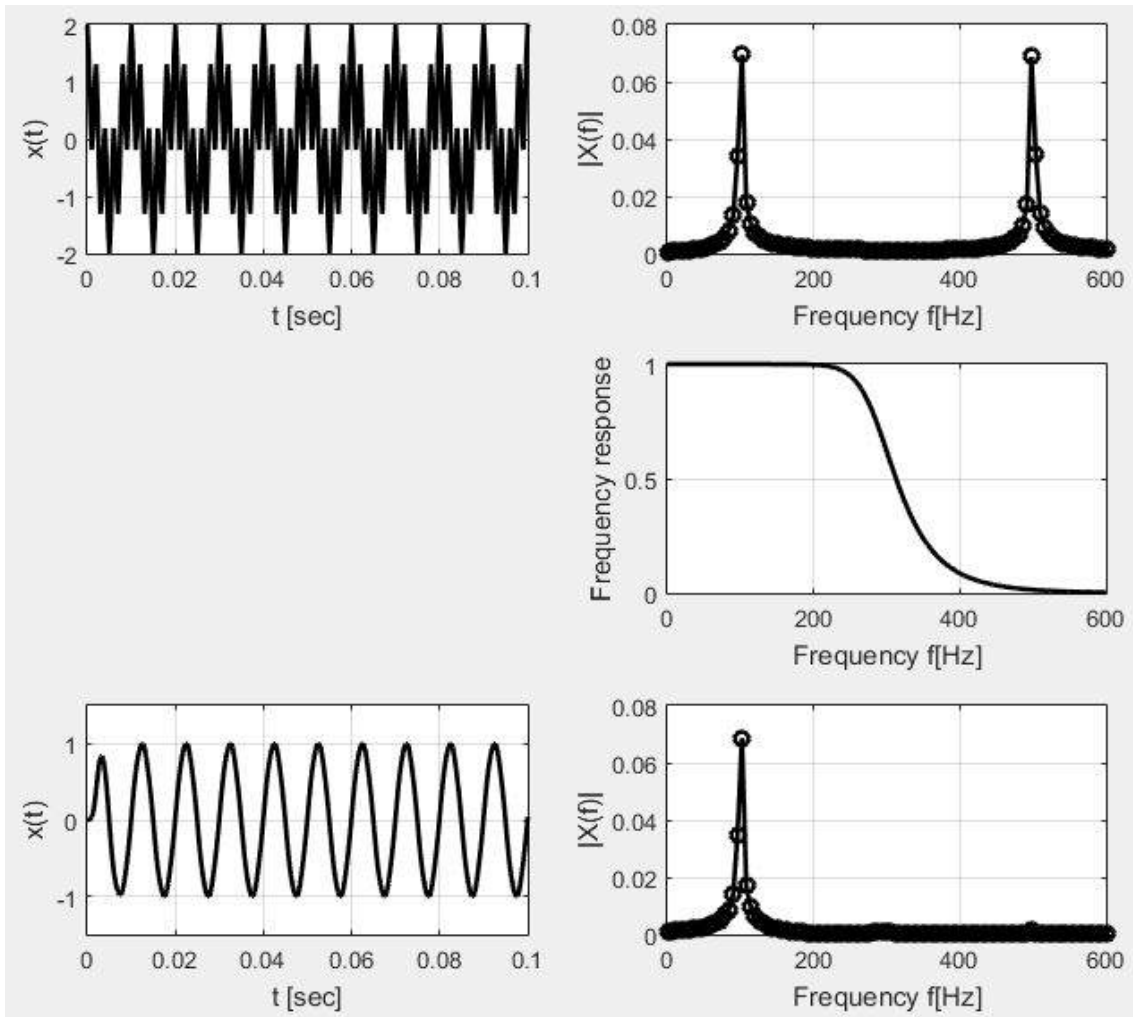 x(t)
2
1
0
-1
-2
0 0.02 0.04 0.06 0.08 0.1
t [sec]
|X(f)|
0.08
0.06
0.04
0.02
0
0 200 400 600
Frequency f[Hz]
Frequency response
1
0.5
0
0 200 400 600
Frequency f[Hz]
x(t)
1
0
-1
0 0.02 0.04 0.06 0.08 0.1
t [sec]
|X(f)|
0.08
0.06
0.04
0.02
0
0 200 400 600
Frequency f[Hz]